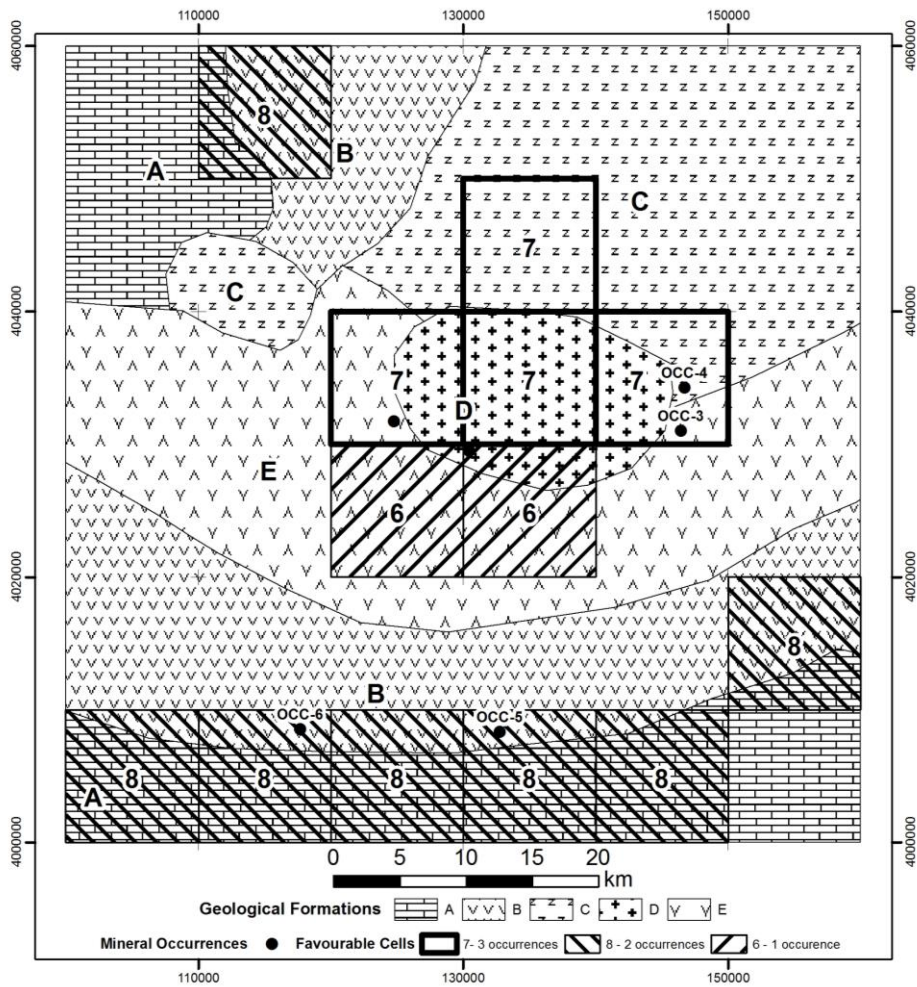 110000 130000 150000
4060000 4060000
8
B
A
C
7
C
4040000 4040000
OCC-4
7 7 7
D
OCC-3
E
6 6
4020000 4020000
8
B
OCC-6 OCC-5
8 8 8 8 8
A
4000000 4000000
0 5 10 15 20
km
Geological Formations A B C D E
Mineral Occurrences Favourable Cells 7- 3 occurrences 8 - 2 occurrences 6 - 1 occurence
110000 130000 150000